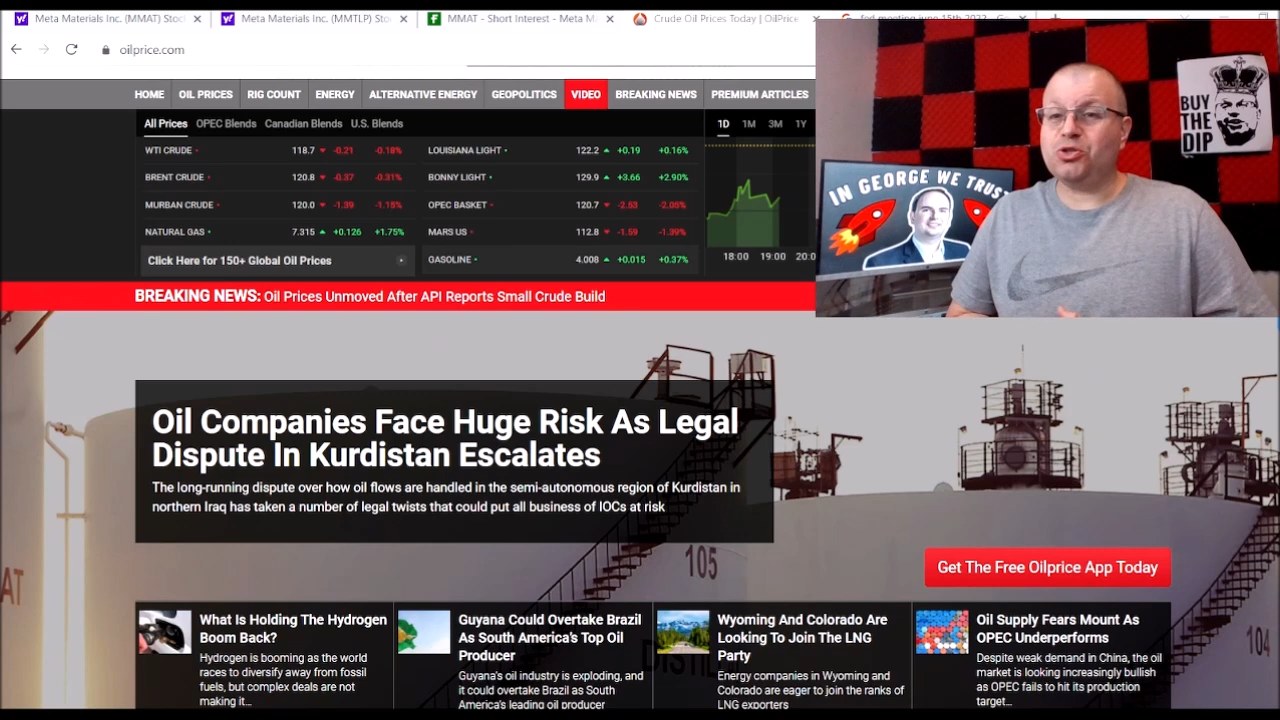 Meta Materials Inc. (MMAT) Stoc
Meta Materials Inc. (MMTLP) Sto
MMAT - Short Interest - Meta M
Crude Oil Prices Today | OilPrice
fed meeting june 15th 2022 - Go
oilprice.com
HOME OIL PRICES RIG COUNT ENERGY ALTERNATIVE ENERGY GEOPOLITICS VIDEO BREAKING NEWS PREMIUM ARTICLES
All Prices OPEC Blends Canadian Blends U.S. Blends
1D 1M 3M 1Y
WTI CRUDE 118.7 -0.21 -0.18%
LOUISIANA LIGHT 122.2 +0.19 +0.16%
BRENT CRUDE 120.8 -0.37 -0.31%
BONNY LIGHT 129.9 +3.66 +2.90%
MURBAN CRUDE 120.0 -1.39 -1.15%
OPEC BASKET 120.7 -2.53 -2.05%
NATURAL GAS 7.315 +0.126 +1.75%
MARS US 112.8 -1.59 -1.39%
Click Here for 150+ Global Oil Prices
GASOLINE 4.008 +0.015 +0.37%
18:00 19:00 20:0
BREAKING NEWS: Oil Prices Unmoved After API Reports Small Crude Build
BUY
THE
DIP
IN GEORGE WE TRUS
Oil Companies Face Huge Risk As Legal
Dispute In Kurdistan Escalates
The long-running dispute over how oil flows are handled in the semi-autonomous region of Kurdistan in
northern Iraq has taken a number of legal twists that could put all business of IOCs at risk
105
AT
Get The Free Oilprice App Today
104
What Is Holding The Hydrogen
Boom Back?
Hydrogen is booming as the world
races to diversify away from fossil
fuels, but complex deals are not
making it...
Guyana Could Overtake Brazil
As South America's Top Oil
Producer
Guyana's oil industry is exploding, and
it could overtake Brazil as South
America's leading oil producer
Wyoming And Colorado Are
Looking To Join The LNG
Party
Energy companies in Wyoming and
Colorado are eager to join the ranks of
LNG exporters
Oil Supply Fears Mount As
OPEC Underperforms
Despite weak demand in China, the oil
market is looking increasingly bullish
as OPEC fails to hit its production
target...